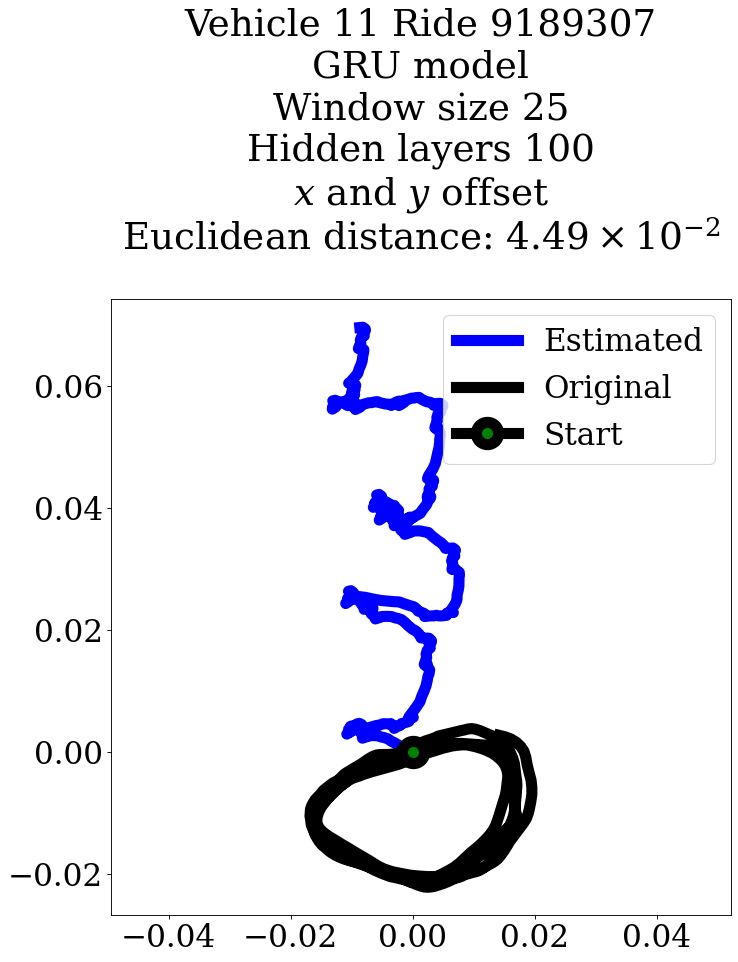 Vehicle 11 Ride 9189307
GRU model
Window size 25
Hidden layers 100
x and y offset
Euclidean distance: 4.49 × 10⁻²
Estimated
Original
Start
0.06
0.04
0.02
0.00
−0.02
−0.04 −0.02 0.00 0.02 0.04